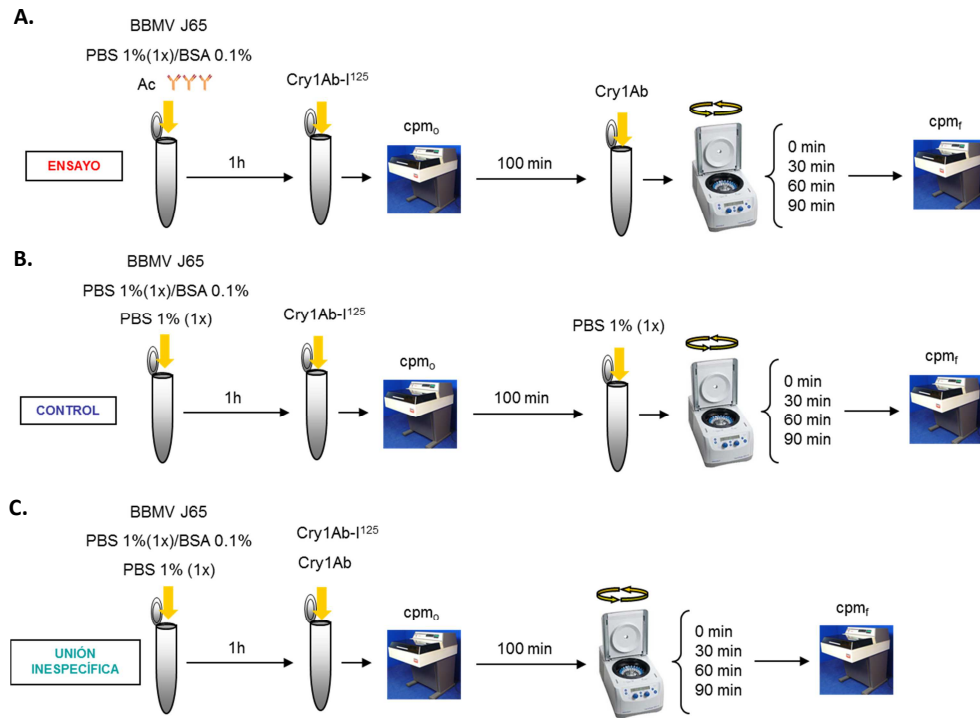 A.
BBMV J65
PBS 1%(1x)/BSA 0.1%
Ac
Cry1Ab-I¹²⁵
Cry1Ab
cpm₀
cpmf
ENSAYO
1h
100 min
0 min
30 min
60 min
90 min
B.
BBMV J65
PBS 1%(1x)/BSA 0.1%
PBS 1% (1x)
Cry1Ab-I¹²⁵
PBS 1% (1x)
cpm₀
cpmf
CONTROL
1h
100 min
0 min
30 min
60 min
90 min
C.
BBMV J65
PBS 1%(1x)/BSA 0.1%
PBS 1% (1x)
Cry1Ab-I¹²⁵
Cry1Ab
cpm₀
cpmf
UNIÓN
INESPECÍFICA
1h
100 min
0 min
30 min
60 min
90 min